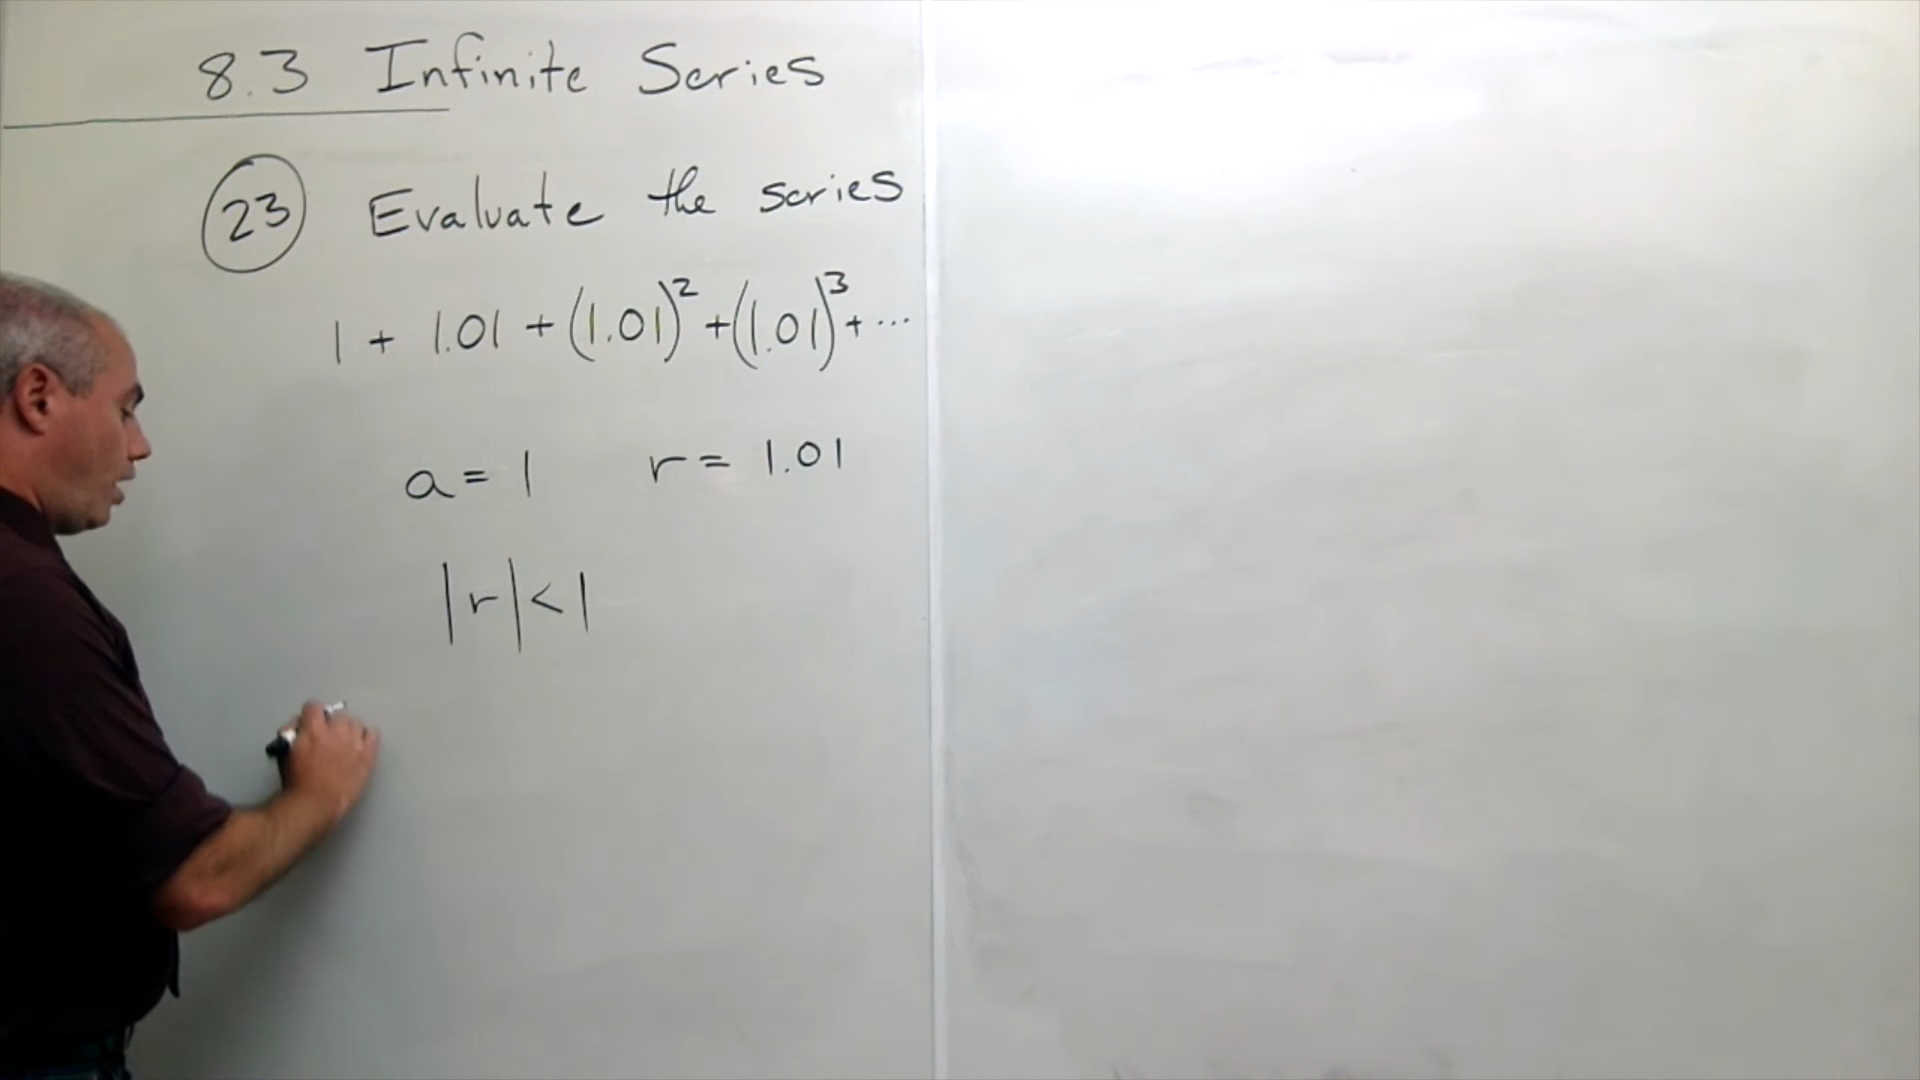 8.3 Infinite Series
23 Evaluate the series
1 + 1.01 + (1.01)² + (1.01)³ + ...
a = 1 r = 1.01
|r| < 1